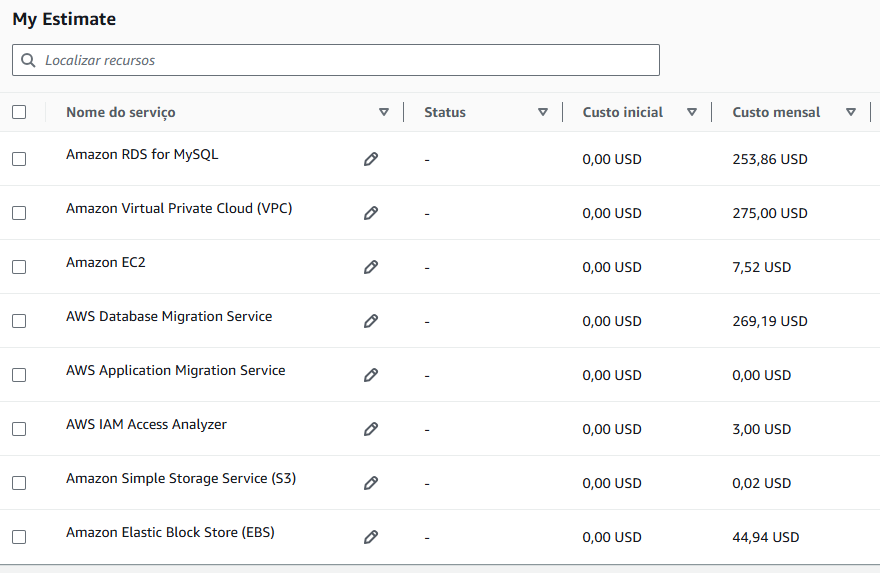 My Estimate
Localizar recursos
Nome do serviço Status Custo inicial Custo mensal
Amazon RDS for MySQL - 0,00 USD 253,86 USD
Amazon Virtual Private Cloud (VPC) - 0,00 USD 275,00 USD
Amazon EC2 - 0,00 USD 7,52 USD
AWS Database Migration Service - 0,00 USD 269,19 USD
AWS Application Migration Service - 0,00 USD 0,00 USD
AWS IAM Access Analyzer - 0,00 USD 3,00 USD
Amazon Simple Storage Service (S3) - 0,00 USD 0,02 USD
Amazon Elastic Block Store (EBS) - 0,00 USD 44,94 USD